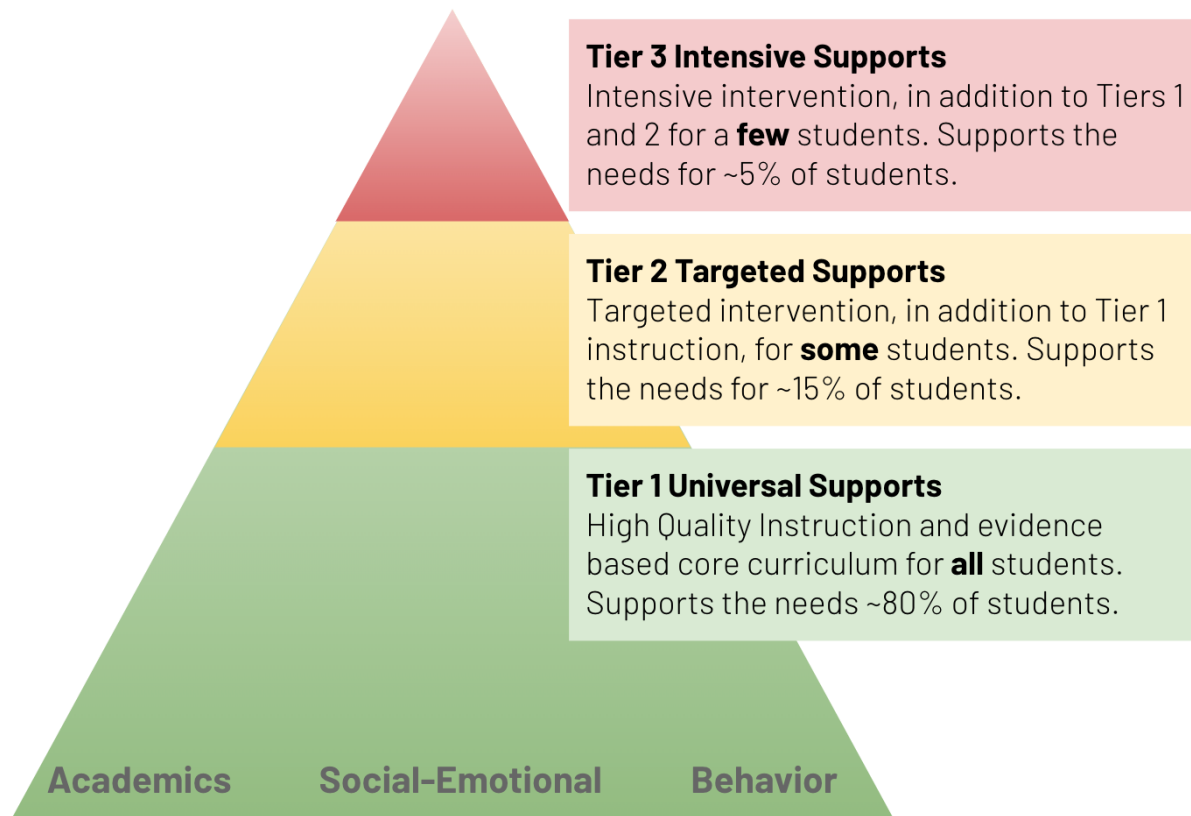 Tier 3 Intensive Supports
Intensive intervention, in addition to Tiers 1
and 2 for a few students. Supports the
needs for ~5% of students.
Tier 2 Targeted Supports
Targeted intervention, in addition to Tier 1
instruction, for some students. Supports
the needs for ~15% of students.
Tier 1 Universal Supports
High Quality Instruction and evidence
based core curriculum for all students.
Supports the needs ~80% of students.
Academics Social-Emotional Behavior